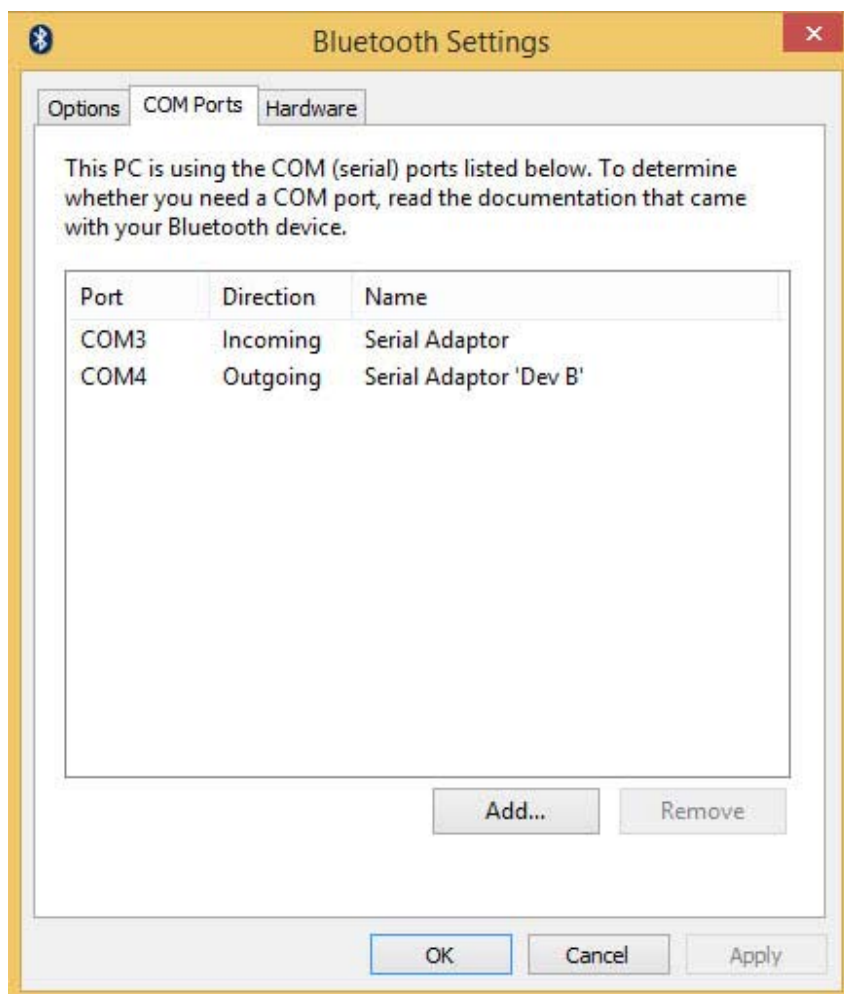 Bluetooth Settings
Options COM Ports Hardware
This PC is using the COM (serial) ports listed below. To determine
whether you need a COM port, read the documentation that came
with your Bluetooth device.
Port Direction Name
COM3 Incoming Serial Adaptor
COM4 Outgoing Serial Adaptor 'Dev B'
Add... Remove
OK Cancel Apply